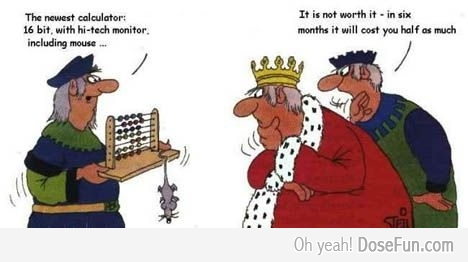 The newest calculator:
16 bit, with hi-tech monitor,
including mouse ...
It is not worth it - in six
months it will cost you half as much
Oh yeah! DoseFun.com